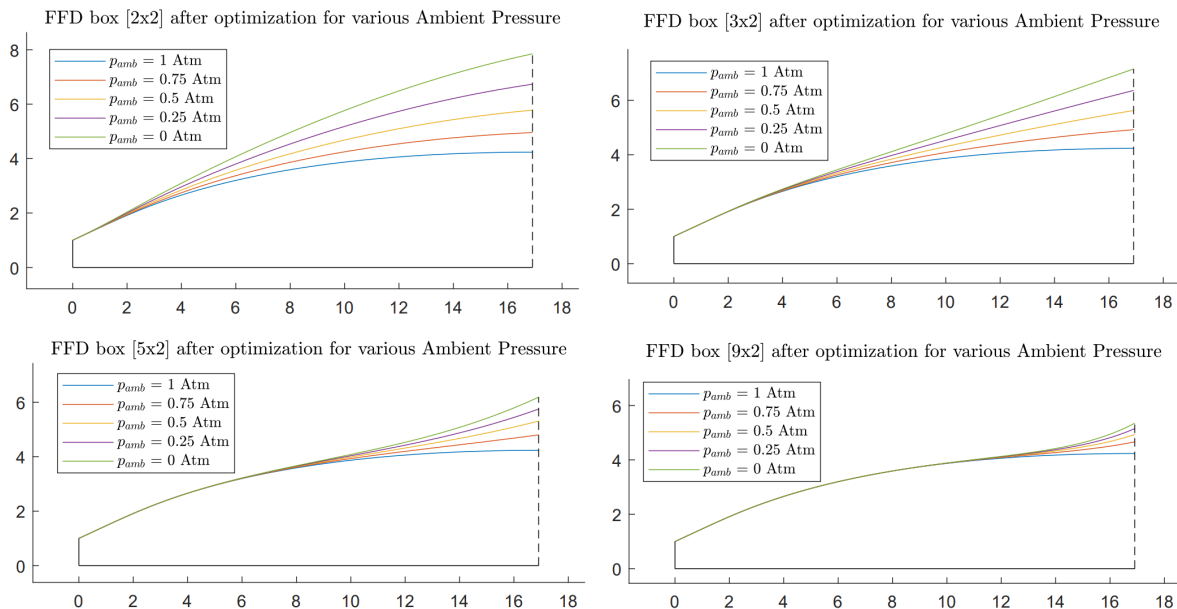 FFD box [2x2] after optimization for various Ambient Pressure
8
6
4
2
0
p_amb = 1 Atm
p_amb = 0.75 Atm
p_amb = 0.5 Atm
p_amb = 0.25 Atm
p_amb = 0 Atm
0 2 4 6 8 10 12 14 16 18
FFD box [3x2] after optimization for various Ambient Pressure
6
4
2
0
p_amb = 1 Atm
p_amb = 0.75 Atm
p_amb = 0.5 Atm
p_amb = 0.25 Atm
p_amb = 0 Atm
0 2 4 6 8 10 12 14 16 18
FFD box [5x2] after optimization for various Ambient Pressure
6
4
2
0
p_amb = 1 Atm
p_amb = 0.75 Atm
p_amb = 0.5 Atm
p_amb = 0.25 Atm
p_amb = 0 Atm
0 2 4 6 8 10 12 14 16 18
FFD box [9x2] after optimization for various Ambient Pressure
6
4
2
0
p_amb = 1 Atm
p_amb = 0.75 Atm
p_amb = 0.5 Atm
p_amb = 0.25 Atm
p_amb = 0 Atm
0 2 4 6 8 10 12 14 16 18